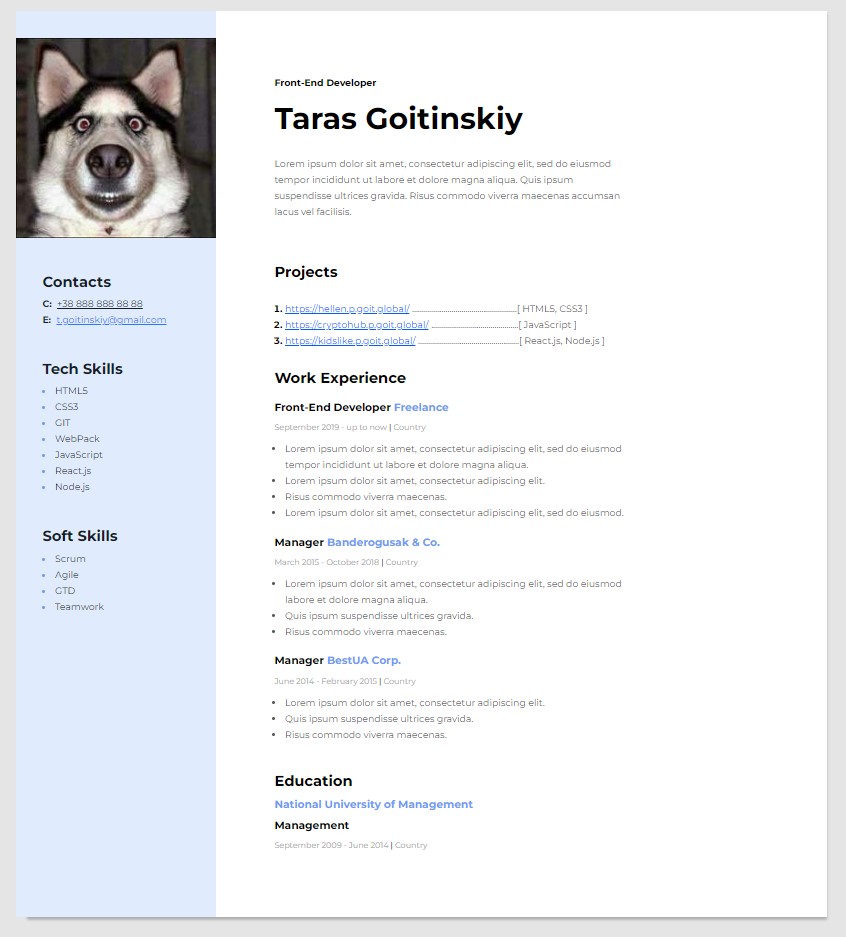 Contacts
C: +38 888 888 88 88
E: t.goitinskiy@gmail.com
Tech Skills
HTML5
CSS3
GIT
WebPack
JavaScript
React.js
Node.js
Soft Skills
Scrum
Agile
GTD
Teamwork
Front-End Developer
Taras Goitinskiy
Lorem ipsum dolor sit amet, consectetur adipiscing elit, sed do eiusmod
tempor incididunt ut labore et dolore magna aliqua. Quis ipsum
suspendisse ultrices gravida. Risus commodo viverra maecenas accumsan
lacus vel facilisis.
Projects
1. https://hellen.p.goit.global/ ..........................................[ HTML5, CSS3 ]
2. https://cryptohub.p.goit.global/ ...................................[ JavaScript ]
3. https://kidslike.p.goit.global/ .........................................[ React.js, Node.js ]
Work Experience
Front-End Developer Freelance
September 2019 - up to now | Country
Lorem ipsum dolor sit amet, consectetur adipiscing elit, sed do eiusmod
tempor incididunt ut labore et dolore magna aliqua.
Lorem ipsum dolor sit amet, consectetur adipiscing elit.
Risus commodo viverra maecenas.
Lorem ipsum dolor sit amet, consectetur adipiscing elit, sed do eiusmod.
Manager Banderogusak & Co.
March 2015 - October 2018 | Country
Lorem ipsum dolor sit amet, consectetur adipiscing elit, sed do eiusmod
labore et dolore magna aliqua.
Quis ipsum suspendisse ultrices gravida.
Risus commodo viverra maecenas.
Manager BestUA Corp.
June 2014 - February 2015 | Country
Lorem ipsum dolor sit amet, consectetur adipiscing elit.
Quis ipsum suspendisse ultrices gravida.
Risus commodo viverra maecenas.
Education
National University of Management
Management
September 2009 - June 2014 | Country